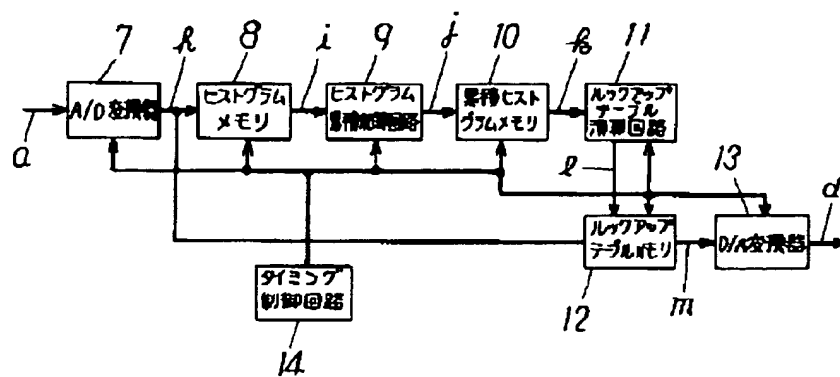 7 h 8 i 9 j 10 k 11
A/D変換器
ヒストグラム
メモリ
ヒストグラム
累積制御回路
累積ヒスト
グラムメモリ
ルックアップ
テーブル
演算回路
a
l
13
d
ルックアップ
テーブルメモリ
D/A変換器
12
m
タイミング
制御回路
14